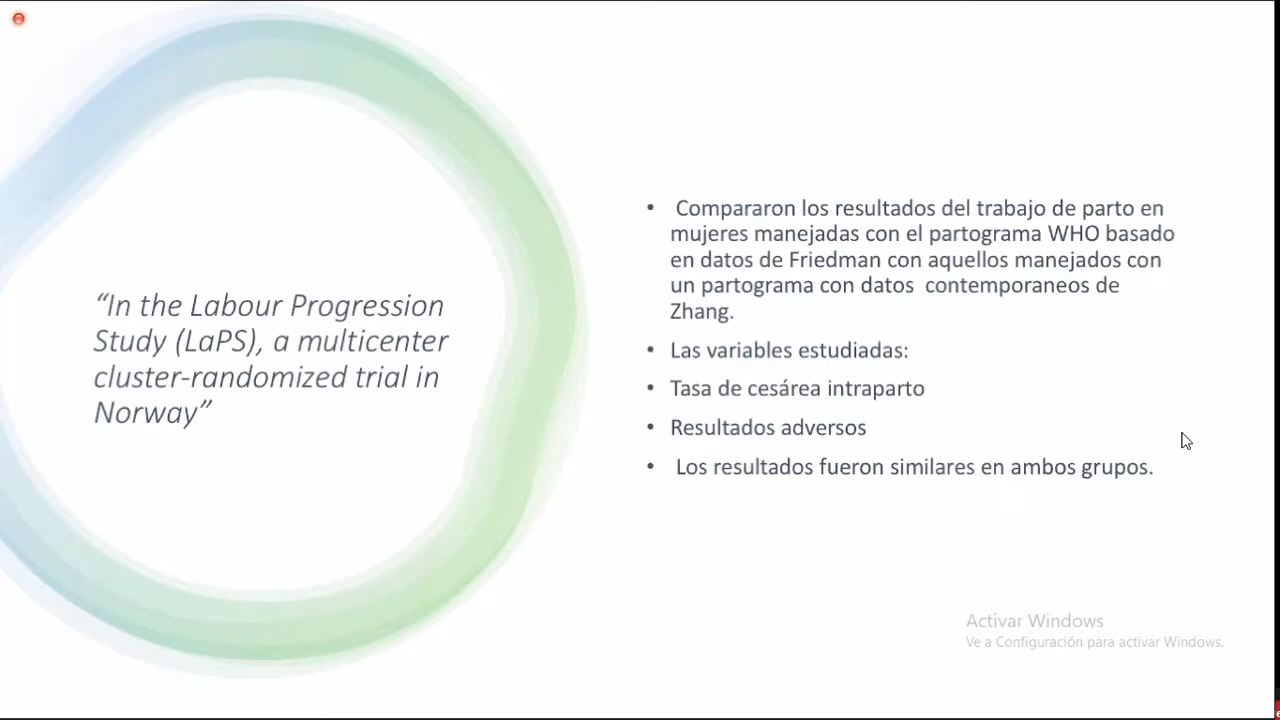 “In the Labour Progression
Study (LaPS), a multicenter
cluster-randomized trial in
Norway”
• Compararon los resultados del trabajo de parto en
mujeres manejadas con el partograma WHO basado
en datos de Friedman con aquellos manejados con
un partograma con datos contemporaneos de
Zhang.
• Las variables estudiadas:
• Tasa de cesárea intraparto
• Resultados adversos
• Los resultados fueron similares en ambos grupos.
Activar Windows
Ve a Configuración para activar Windows.